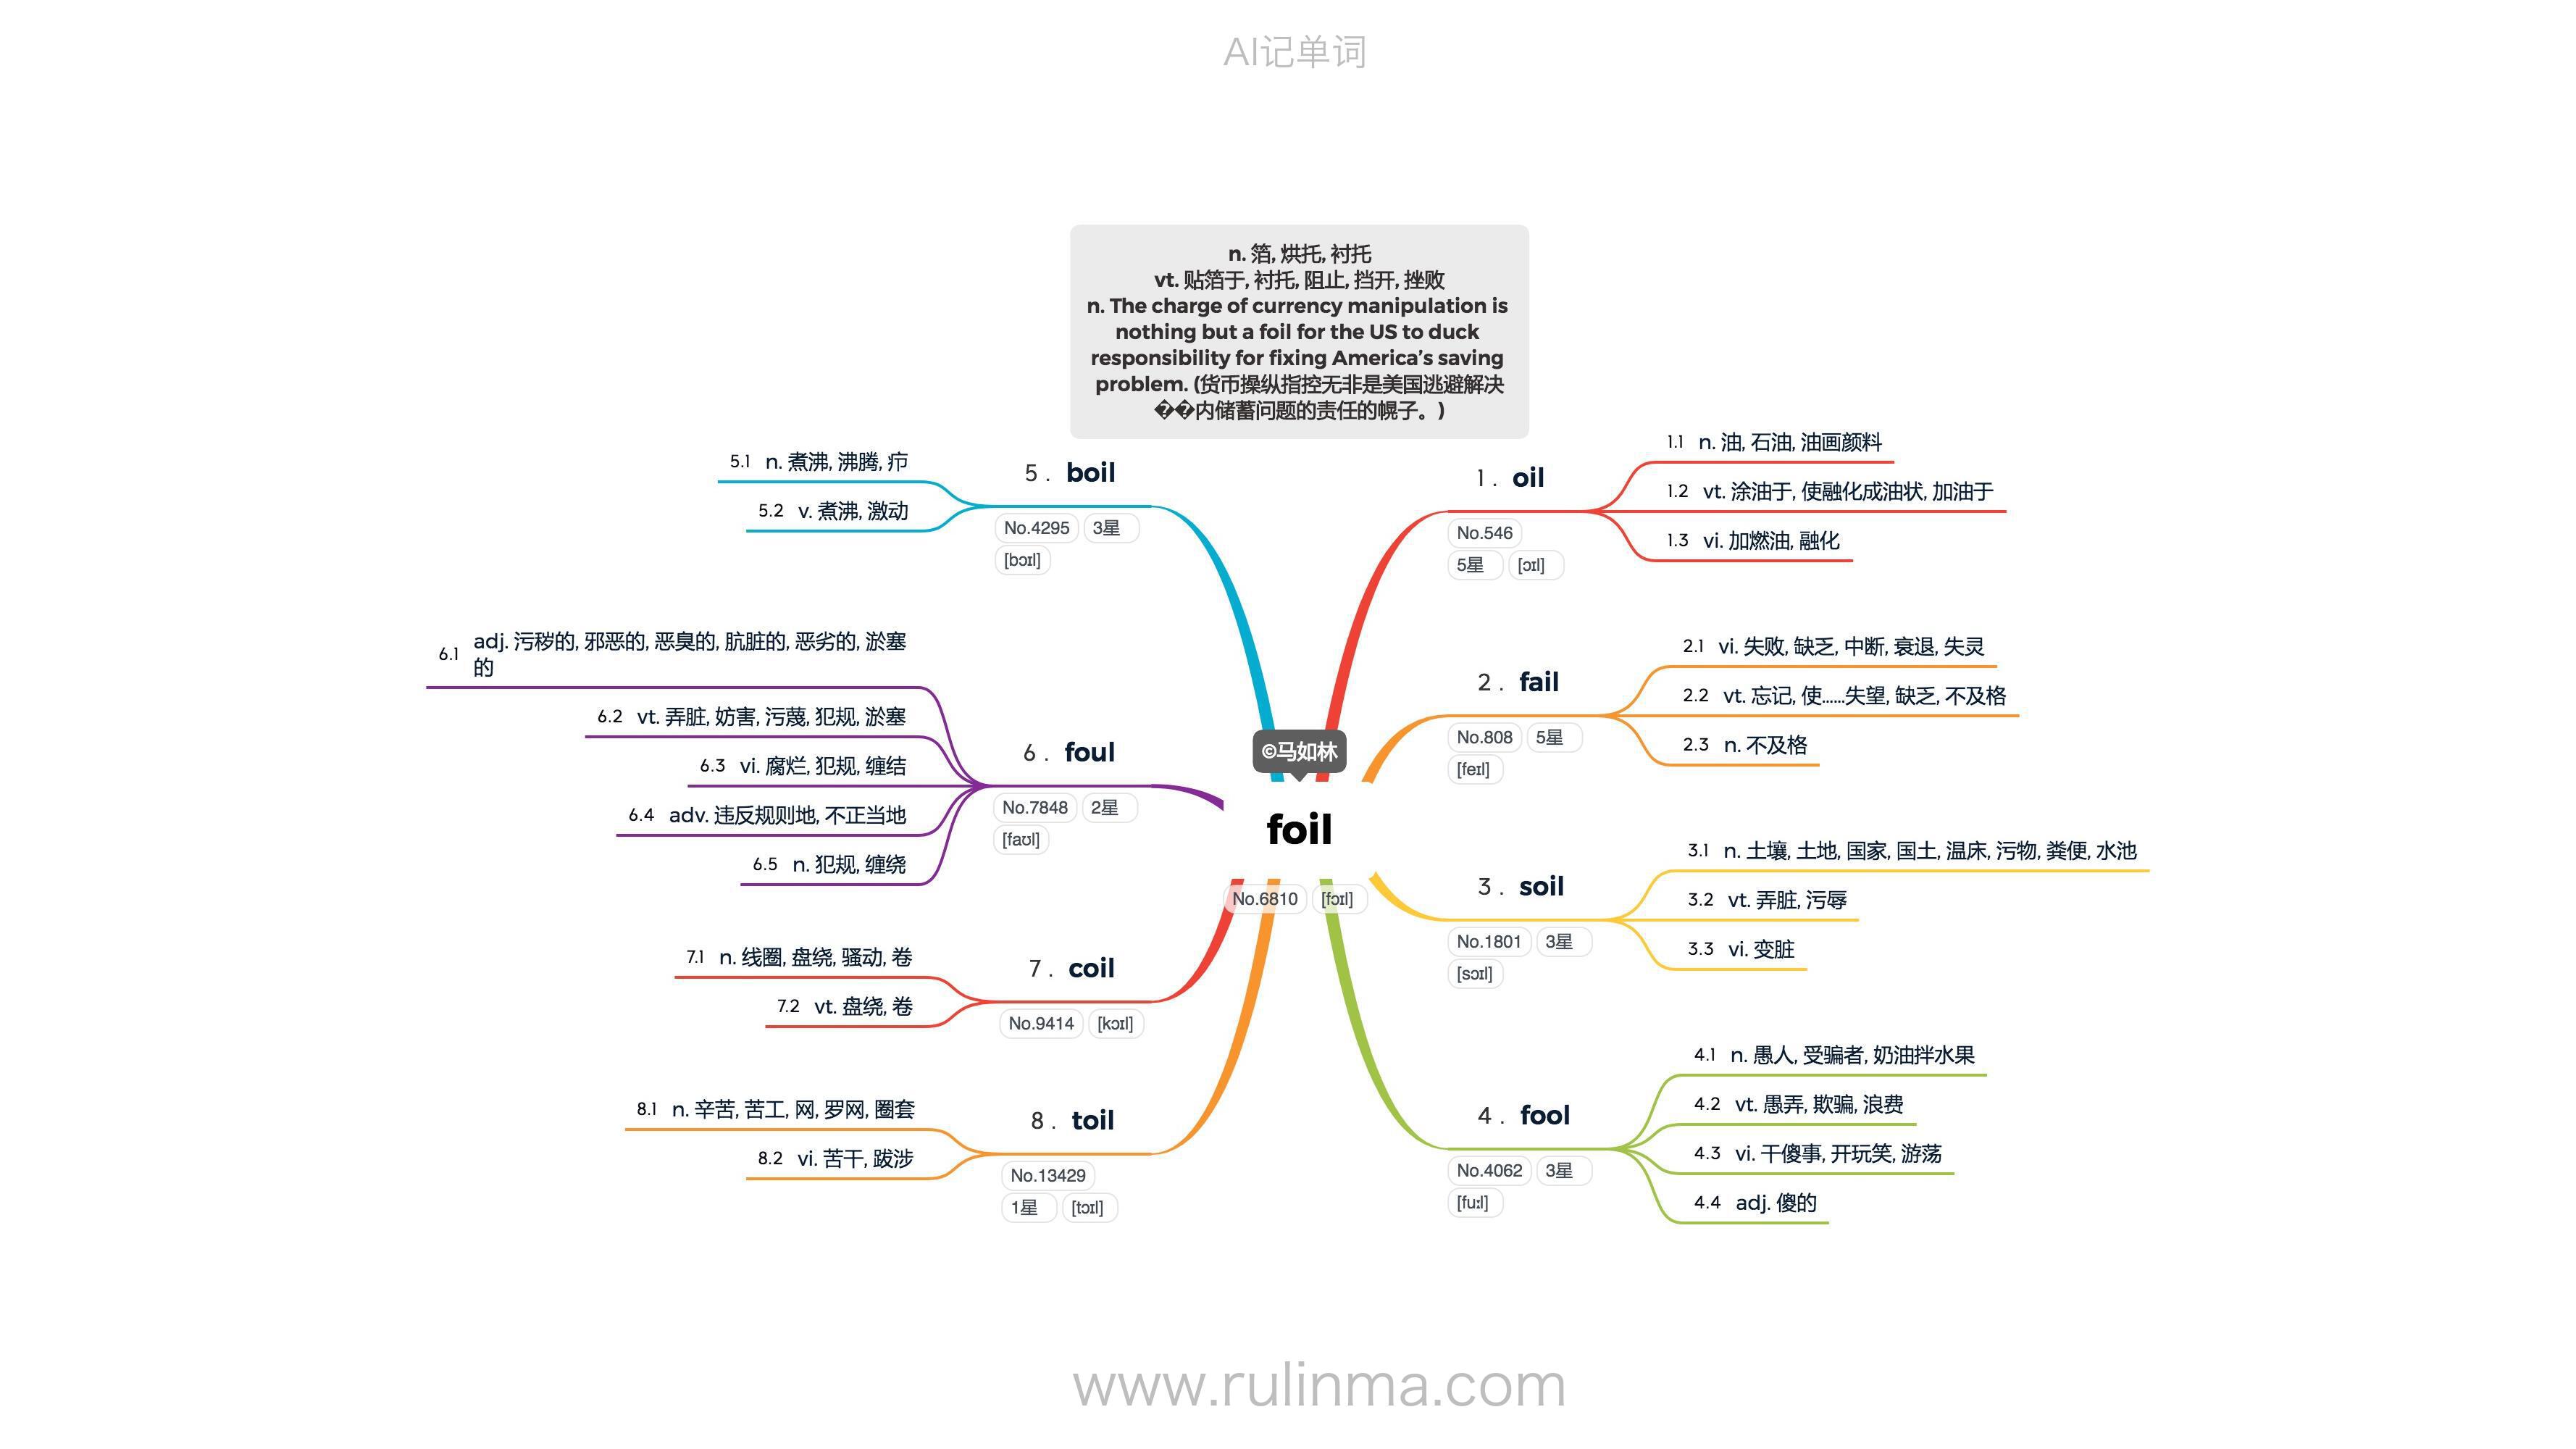 AI记单词
n. 箔, 烘托, 衬托
vt. 贴箔于, 衬托, 阻止, 挡开, 挫败
n. The charge of currency manipulation is
nothing but a foil for the US to duck
responsibility for fixing America’s saving
problem. (货币操纵指控无非是美国逃避解决
��内储蓄问题的责任的幌子。)
©马如林
foil
No.6810 [fɔɪl]
1 . oil
No.546
5星 [ɔɪl]
1.1 n. 油, 石油, 油画颜料
1.2 vt. 涂油于, 使融化成油状, 加油于
1.3 vi. 加燃油, 融化
2 . fail
No.808 5星
[feɪl]
2.1 vi. 失败, 缺乏, 中断, 衰退, 失灵
2.2 vt. 忘记, 使......失望, 缺乏, 不及格
2.3 n. 不及格
3 . soil
No.1801 3星
[sɔɪl]
3.1 n. 土壤, 土地, 国家, 国土, 温床, 污物, 粪便, 水池
3.2 vt. 弄脏, 污辱
3.3 vi. 变脏
4 . fool
No.4062 3星
[fuːl]
4.1 n. 愚人, 受骗者, 奶油拌水果
4.2 vt. 愚弄, 欺骗, 浪费
4.3 vi. 干傻事, 开玩笑, 游荡
4.4 adj. 傻的
5 . boil
No.4295 3星
[bɔɪl]
5.1 n. 煮沸, 沸腾, 疖
5.2 v. 煮沸, 激动
6 . foul
No.7848 2星
[faʊl]
6.1 adj. 污秽的, 邪恶的, 恶臭的, 肮脏的, 恶劣的, 淤塞
的
6.2 vt. 弄脏, 妨害, 污蔑, 犯规, 淤塞
6.3 vi. 腐烂, 犯规, 缠结
6.4 adv. 违反规则地, 不正当地
6.5 n. 犯规, 缠绕
7 . coil
No.9414 [kɔɪl]
7.1 n. 线圈, 盘绕, 骚动, 卷
7.2 vt. 盘绕, 卷
8 . toil
No.13429
1星 [tɔɪl]
8.1 n. 辛苦, 苦工, 网, 罗网, 圈套
8.2 vi. 苦干, 跋涉
www.rulinma.com